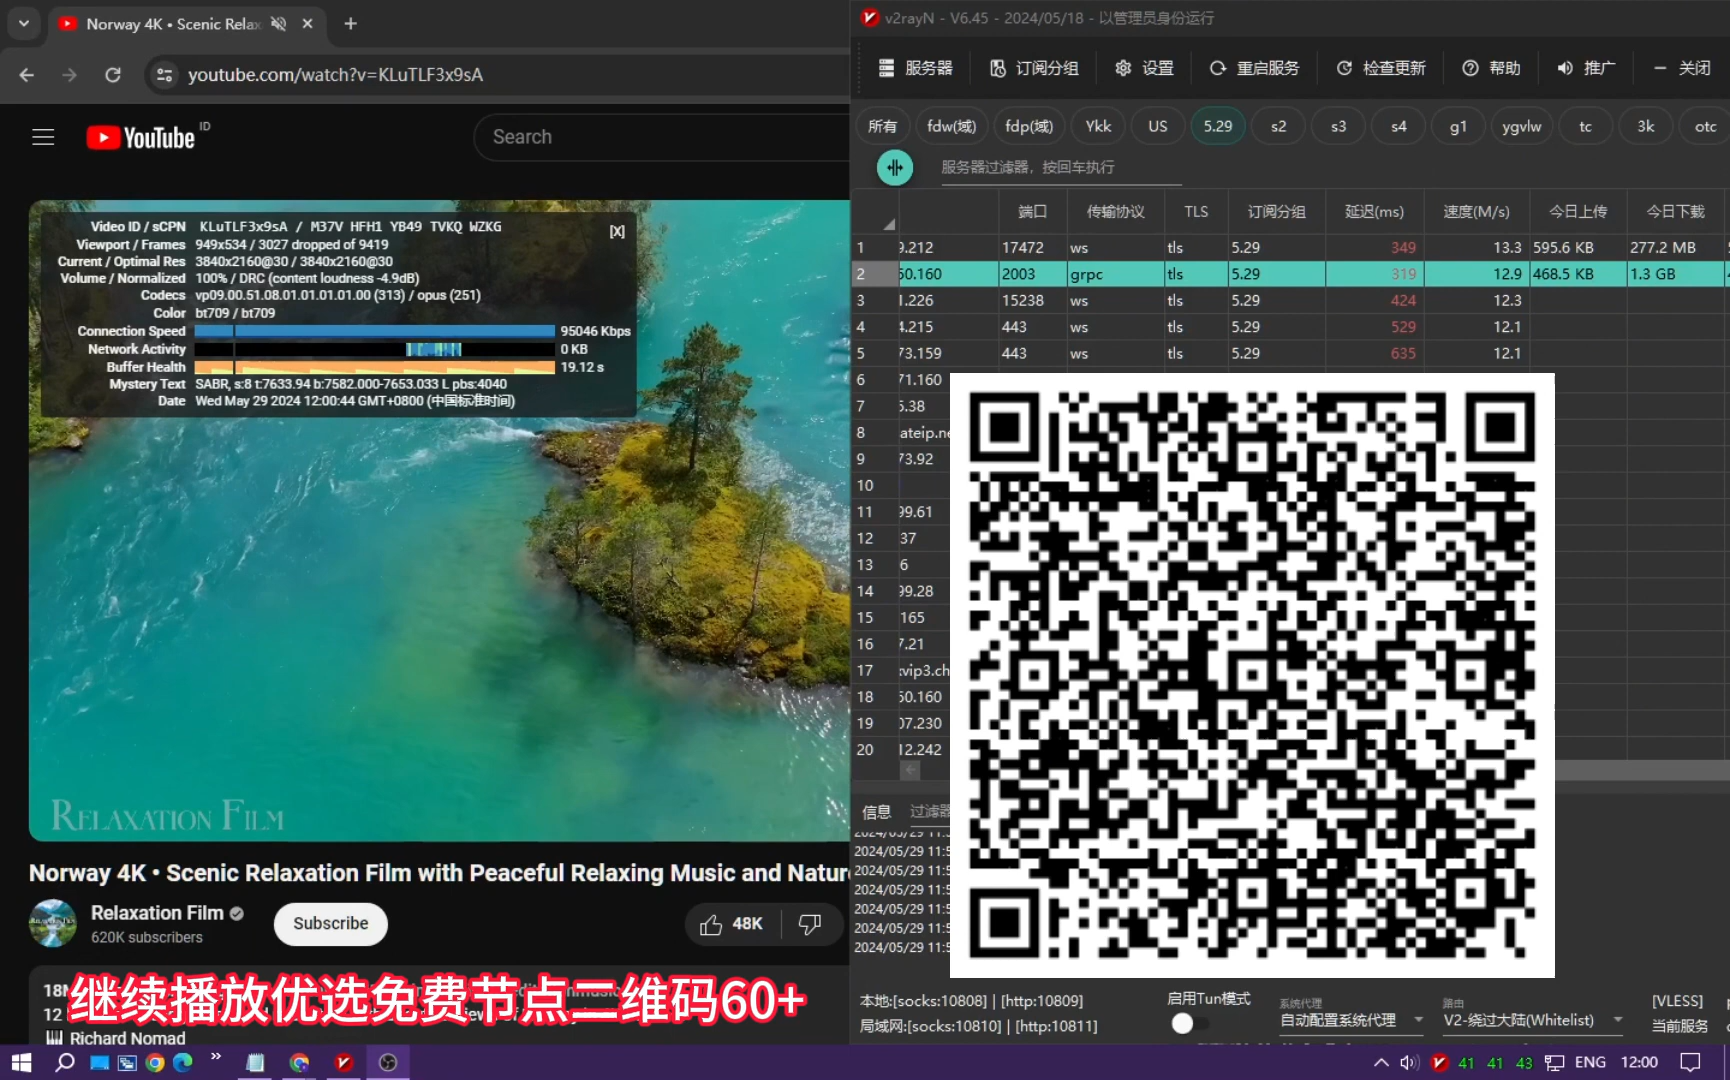 Norway 4K • Scenic Relax
youtube.com/watch?v=KLuTLF3x9sA
YouTube ID
Search
Video ID / sCPN KLuTLF3x9sA / M37V HFH1 YB49 TVKQ WZKG [X]
Viewport / Frames 949x534 / 3027 dropped of 9419
Current / Optimal Res 3840x2160@30 / 3840x2160@30
Volume / Normalized 100% / DRC (content loudness -4.9dB)
Codecs vp09.00.51.08.01.01.01.01.00 (313) / opus (251)
Color bt709 / bt709
Connection Speed 95046 Kbps
Network Activity 0 KB
Buffer Health 19.12 s
Mystery Text SABR, s:8 t:7633.94 b:7582.000-7653.033 L pbs:4040
Date Wed May 29 2024 12:00:44 GMT+0800 (中国标准时间)
RELAXATION FILM
Norway 4K • Scenic Relaxation Film with Peaceful Relaxing Music and Nature
Relaxation Film
620K subscribers
Subscribe
48K
继续播放优选免费节点二维码60+
Richard Nomad
v2rayN - V6.45 - 2024/05/18 - 以管理员身份运行
服务器 订阅分组 设置 重启服务 检查更新 帮助 推广 关闭
所有 fdw(域) fdp(域) Ykk US 5.29 s2 s3 s4 g1 ygvlw tc 3k otc
服务器过滤器，按回车执行
端口 传输协议 TLS 订阅分组 延迟(ms) 速度(M/s) 今日上传 今日下载
1 9.212 17472 ws tls 5.29 349 13.3 595.6 KB 277.2 MB
2 50.160 2003 grpc tls 5.29 319 12.9 468.5 KB 1.3 GB
3 1.226 15238 ws tls 5.29 424 12.3
4 4.215 443 ws tls 5.29 529 12.1
5 73.159 443 ws tls 5.29 635 12.1
6 71.160
7 5.38
8 ateip.ne
9 73.92
10
11 99.61
12 37
13 6
14 99.28
15 165
16 7.21
17 vip3.ch
18 50.160
19 07.230
20 12.242
信息 过滤器
2024/05/29 11:5
2024/05/29 11:5
2024/05/29 11:5
2024/05/29 11:5
2024/05/29 11:5
2024/05/29 11:5
2024/05/29 11:5
本地:[socks:10808] | [http:10809]
局域网:[socks:10810] | [http:10811]
启用Tun模式
系统代理
自动配置系统代理
路由
V2-绕过大陆(Whitelist)
[VLESS]
当前服务
41 41 43 ENG 12:00